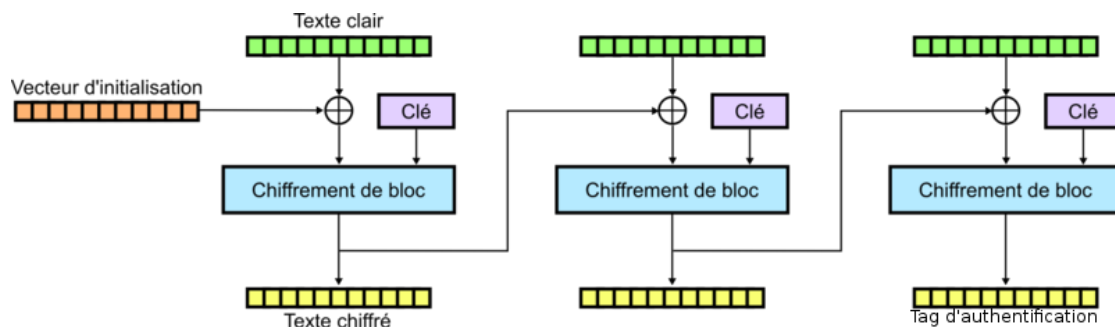 Texte clair
Vecteur d'initialisation
Clé
Clé
Clé
Chiffrement de bloc
Chiffrement de bloc
Chiffrement de bloc
Texte chiffré
Tag d'authentification